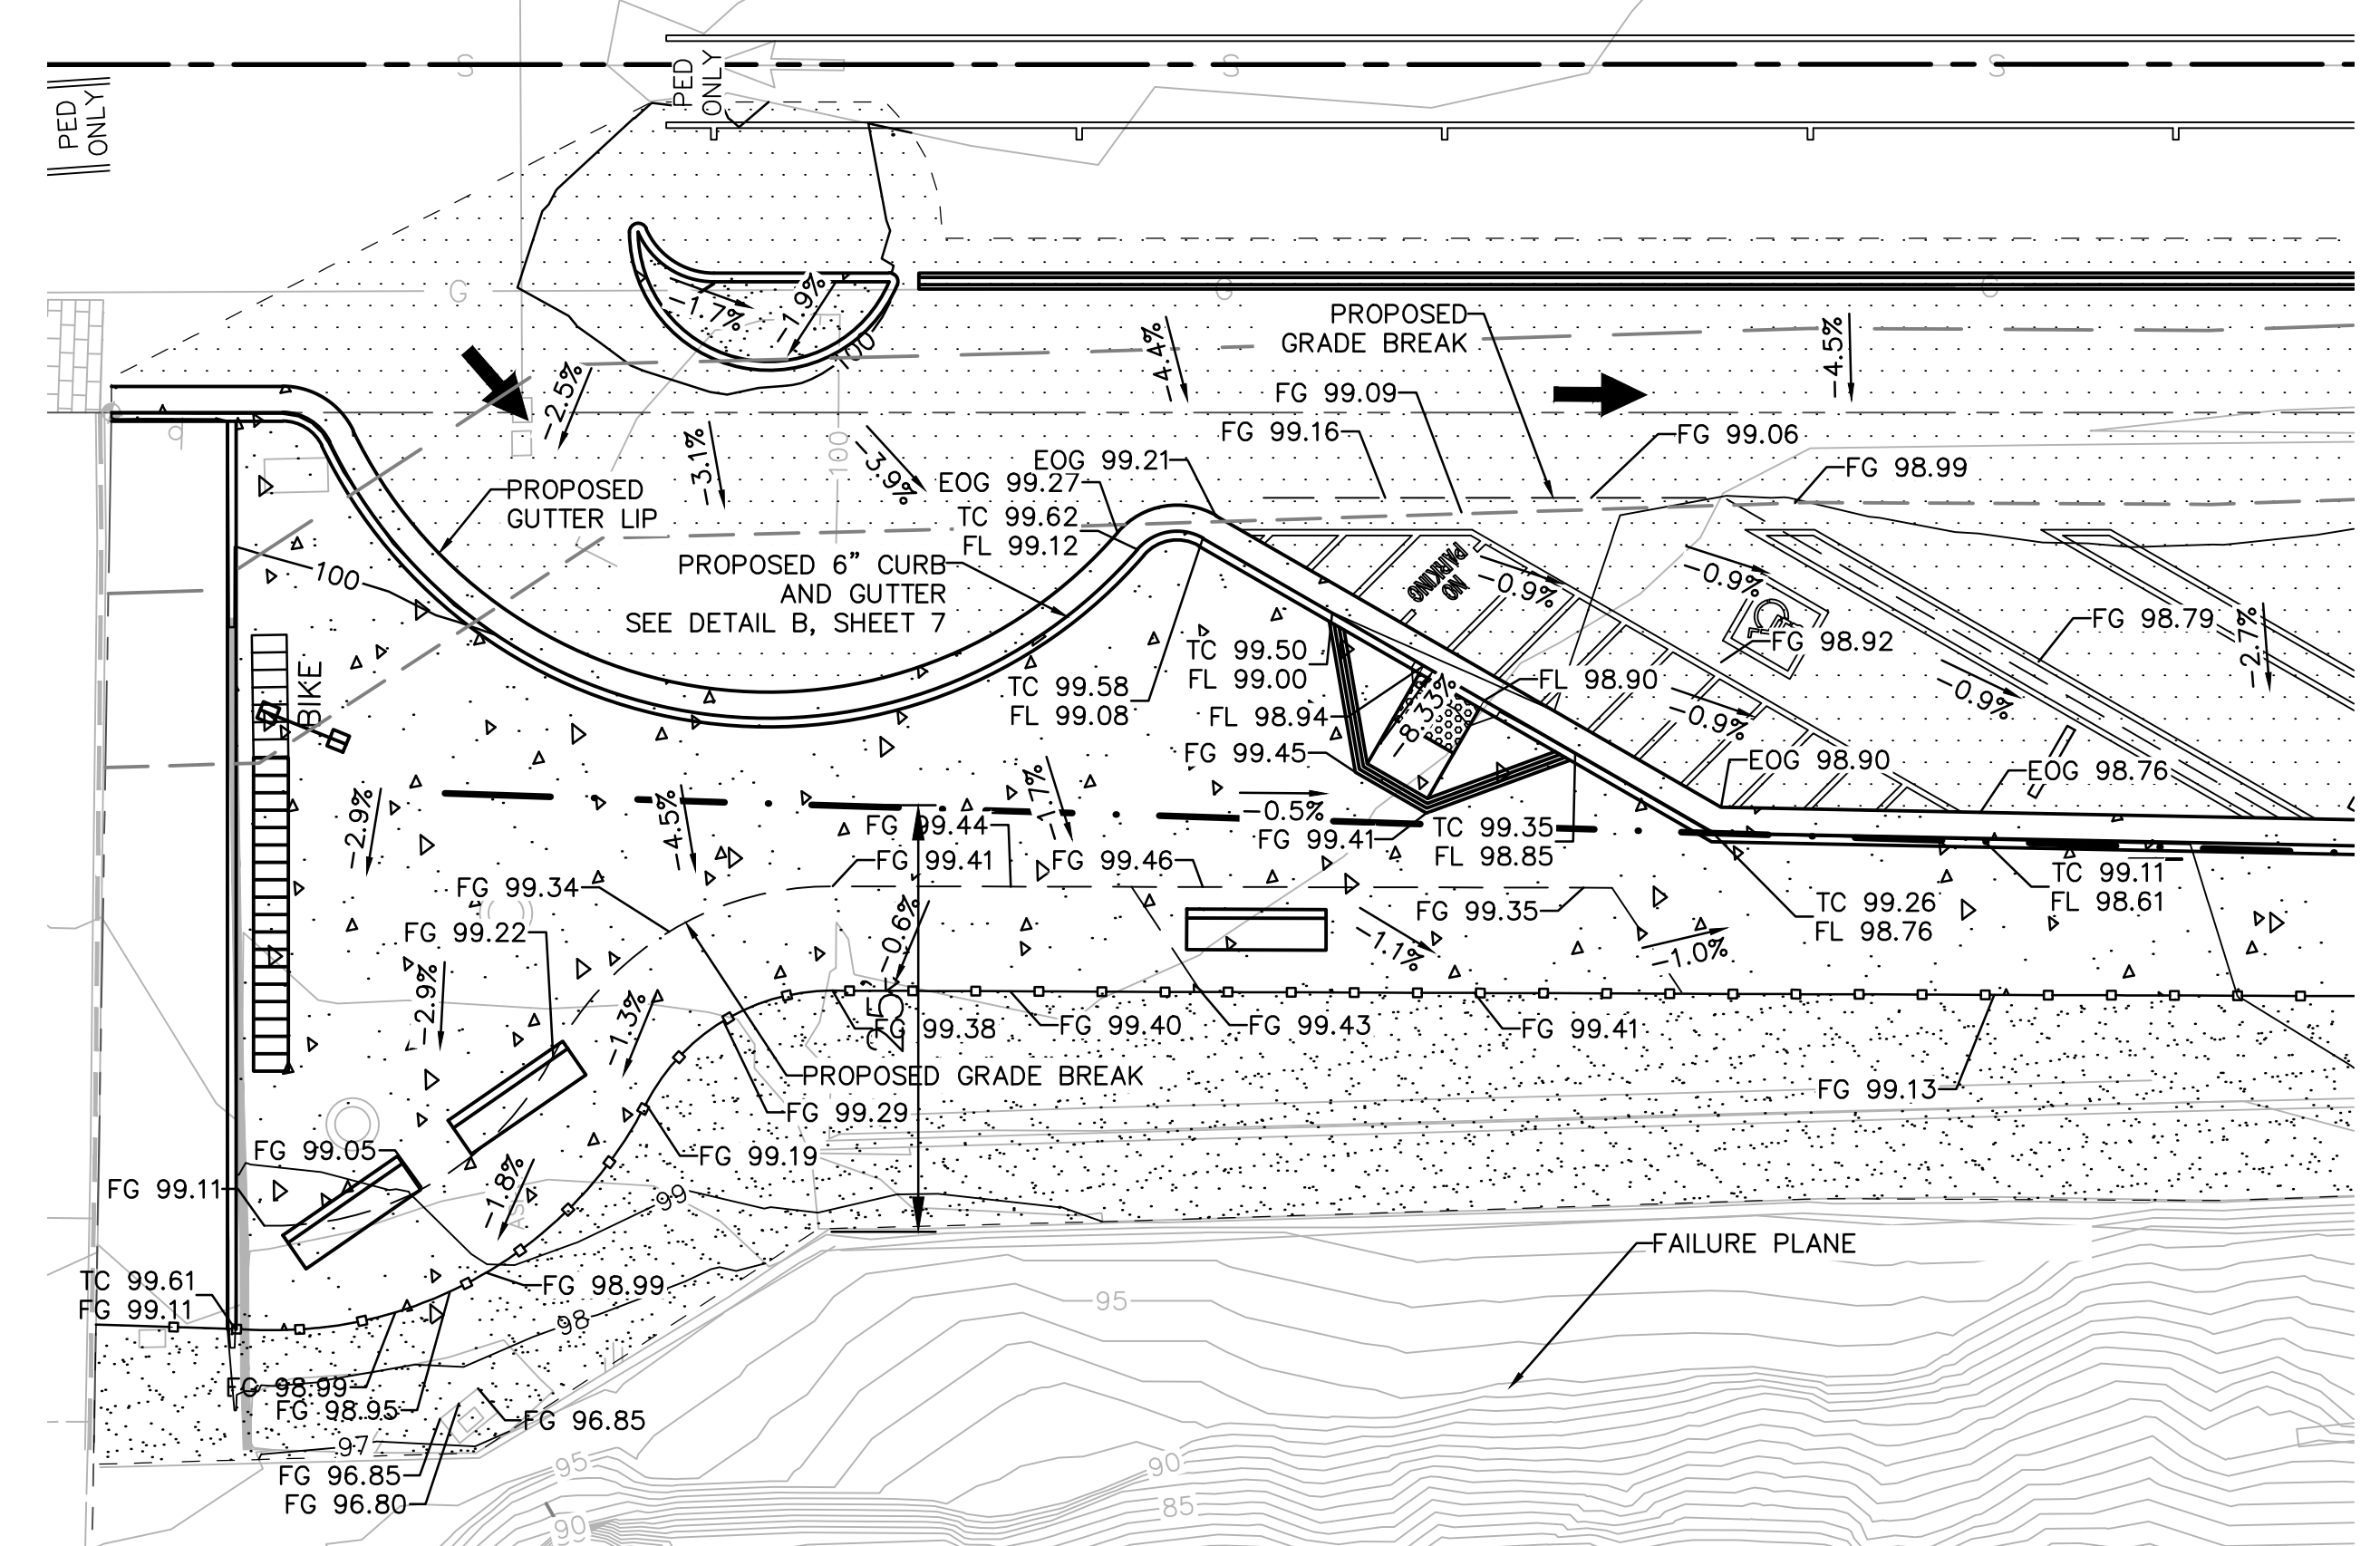 S
S
S
PED
ONLY
PED
ONLY
G
G
G
-1.7%
-1.9%
100
PROPOSED
GRADE BREAK
-4.4%
-4.5%
-2.5%
FG 99.09
FG 99.16
FG 99.06
FG 98.99
-3.1%
100
-3.9%
EOG 99.21
EOG 99.27
TC 99.62
FL 99.12
PROPOSED
GUTTER LIP
PROPOSED 6" CURB
AND GUTTER
SEE DETAIL B, SHEET 7
100
NO
PARKING
-0.9%
-0.9%
FG 98.79
FG 98.92
-2.7%
TC 99.50
FL 99.00
TC 99.58
FL 99.08
FL 98.90
FL 98.94
-8.33%
-0.9%
-0.9%
BIKE
FG 99.45
EOG 98.90
EOG 98.76
-2.9%
-4.5%
-1.7%
-0.5%
FG 99.44
FG 99.41
TC 99.35
FL 98.85
FG 99.41
FG 99.46
FG 99.34
TC 99.11
FL 98.61
FG 99.35
TC 99.26
FL 98.76
FG 99.22
-0.6%
-1.1%
-1.0%
-2.9%
-1.3%
25'
FG 99.38
FG 99.40
FG 99.43
FG 99.41
PROPOSED GRADE BREAK
FG 99.13
FG 99.29
FG 99.05
FG 99.19
FG 99.11
-1.8%
99
FAILURE PLANE
TC 99.61
FG 99.11
FG 98.99
95
98
FG 98.99
FG 98.95
FG 96.85
97
FG 96.85
FG 96.80
95
90
85
90